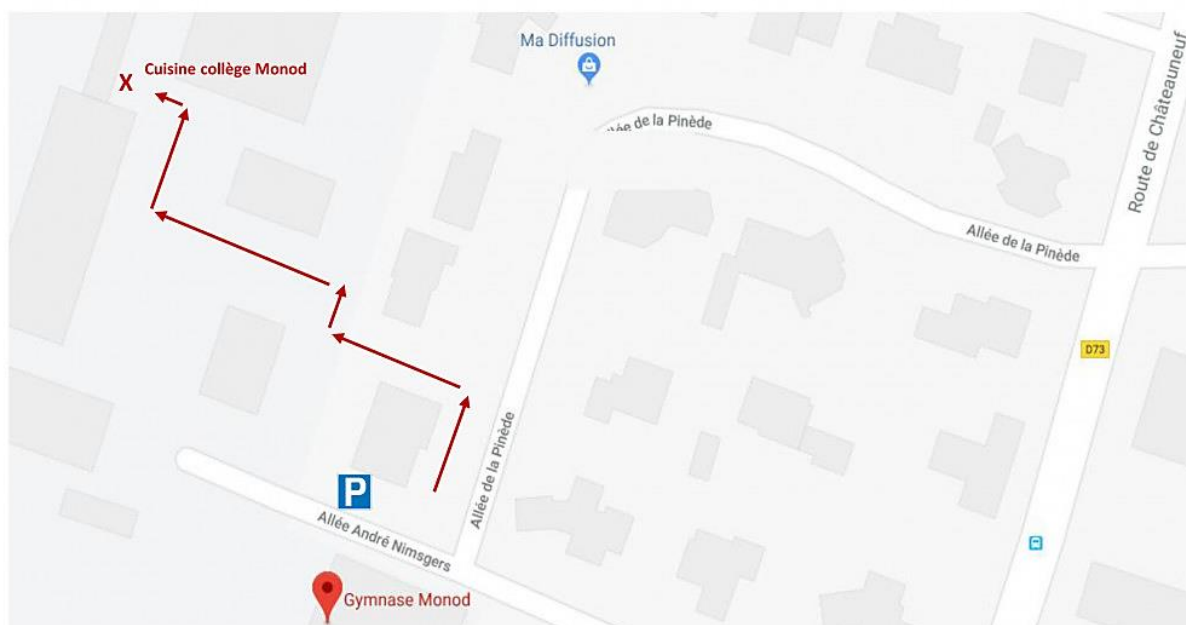 Ma Diffusion
X Cuisine collège Monod
Route de Châteauneuf
llée de la Pinède
Allée de la Pinède
D73
Allée de la Pinède
P
Allée André Nimsgers
Gymnase Monod